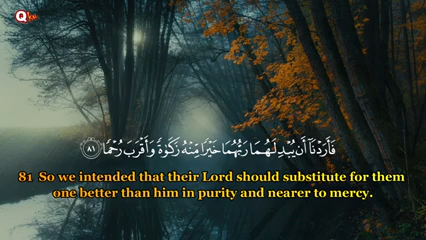 Q
فَأَرَدْنَآ أَن يُبْدِلَهُمَا رَبُّهُمَا خَيْرًا مِّنْهُ زَكَوٰةً وَأَقْرَبَ رُحْمًا ٨١
81 So we intended that their Lord should substitute for them
one better than him in purity and nearer to mercy.